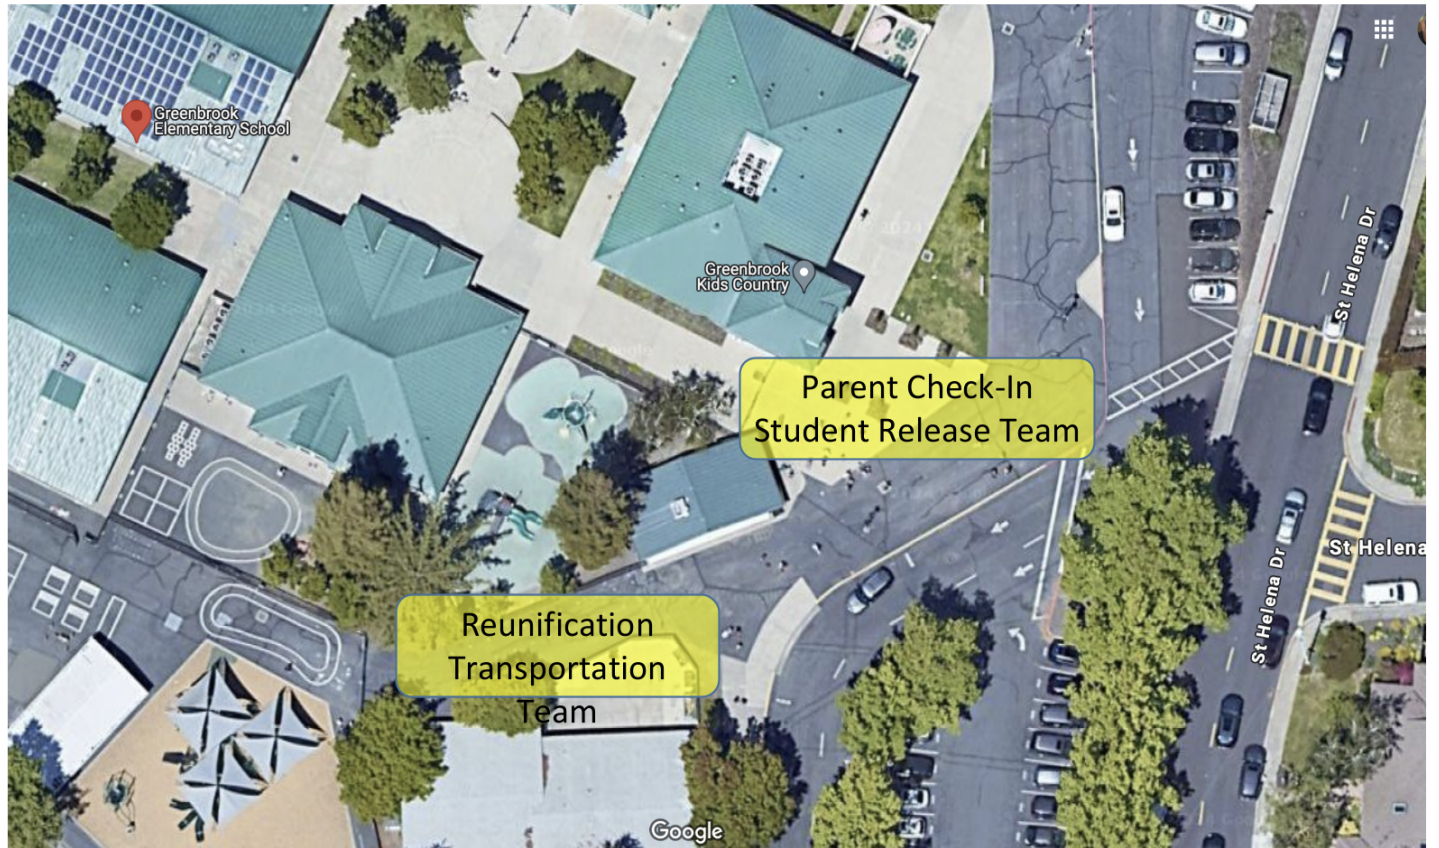 Greenbrook
Elementary School
Greenbrook
Kids Country
St Helena Dr
Parent Check-In
Student Release Team
St Helena
St Helena Dr
Reunification
Transportation
Team
Google